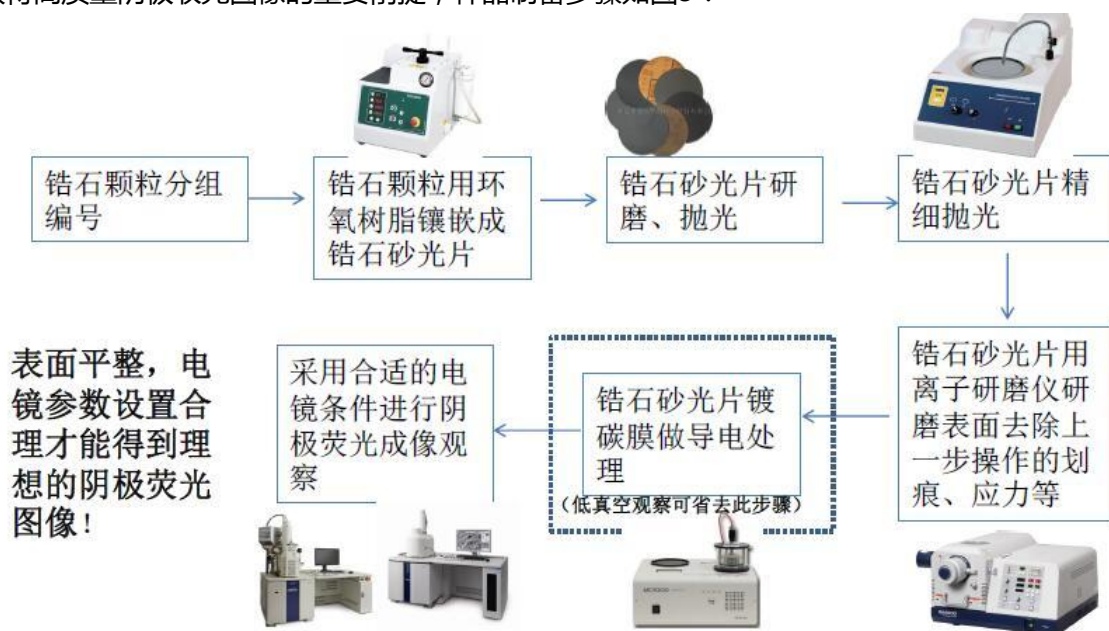 锆石颗粒分组
编号
锆石颗粒用环
氧树脂镶嵌成
锆石砂光片
锆石砂光片研
磨、抛光
锆石砂光片精
细抛光
锆石砂光片用
离子研磨仪研
磨表面去除上
一步操作的划
痕、应力等
锆石砂光片镀
碳膜做导电处
理
（低真空观察可省去此步骤）
采用合适的电
镜条件进行阴
极荧光成像观
察
表面平整，电
镜参数设置合
理才能得到理
想的阴极荧光
图像！